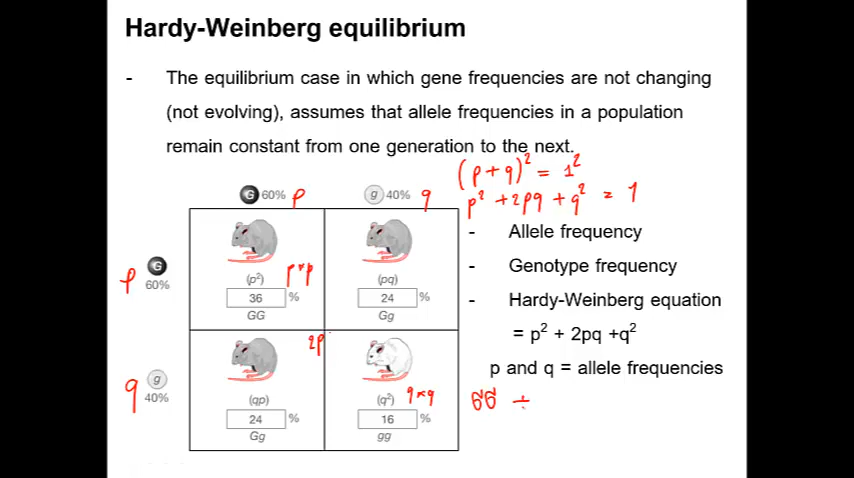 Hardy-Weinberg equilibrium
- The equilibrium case in which gene frequencies are not changing
(not evolving), assumes that allele frequencies in a population
remain constant from one generation to the next.
(p + q)² = 1²
p² + 2pq + q² = 1
G 60% p g 40% q
p G 60%
(p²) p*p
36 %
GG
(pq)
24 %
Gg
q g 40%
2p
(qp)
24 %
Gg
(q²) q*q
16 %
gg
- Allele frequency
- Genotype frequency
- Hardy-Weinberg equation
= p² + 2pq +q²
p and q = allele frequencies
GG ÷